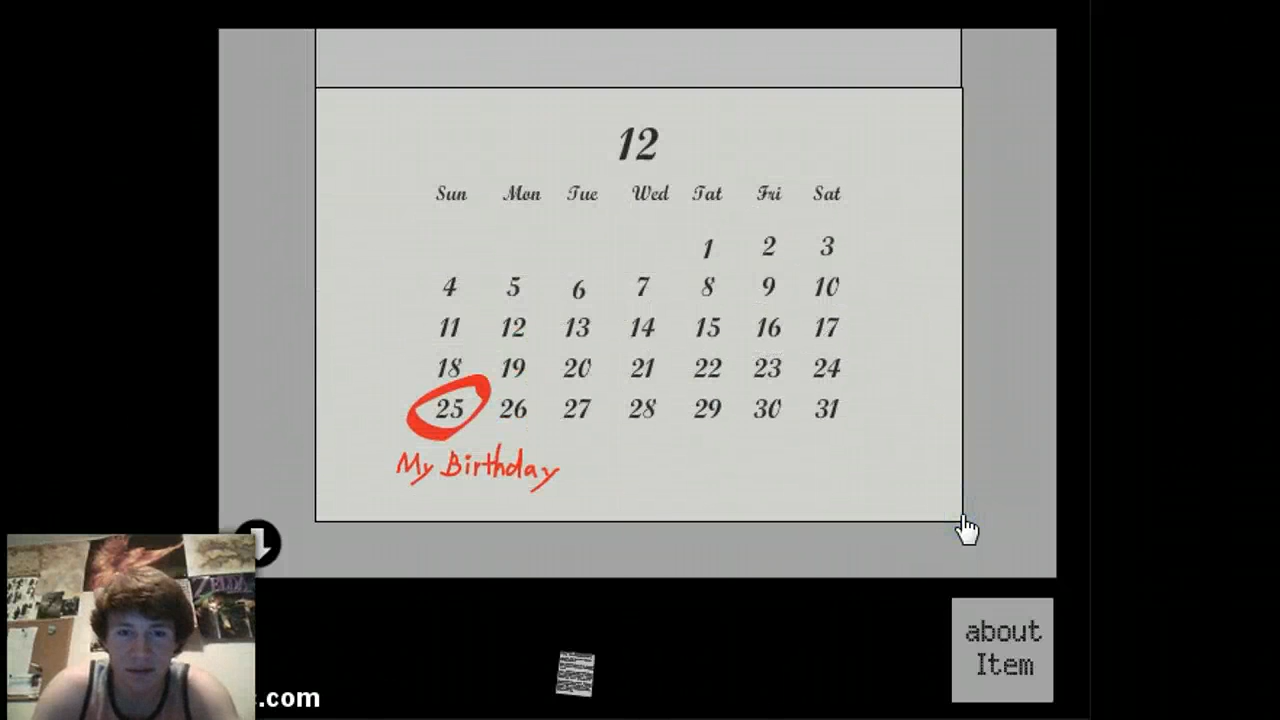 12
Sun Mon Tue Wed Tat Fri Sat
1 2 3
4 5 6 7 8 9 10
11 12 13 14 15 16 17
18 19 20 21 22 23 24
25 26 27 28 29 30 31
My Birthday
ZELDA
about
Item
.com